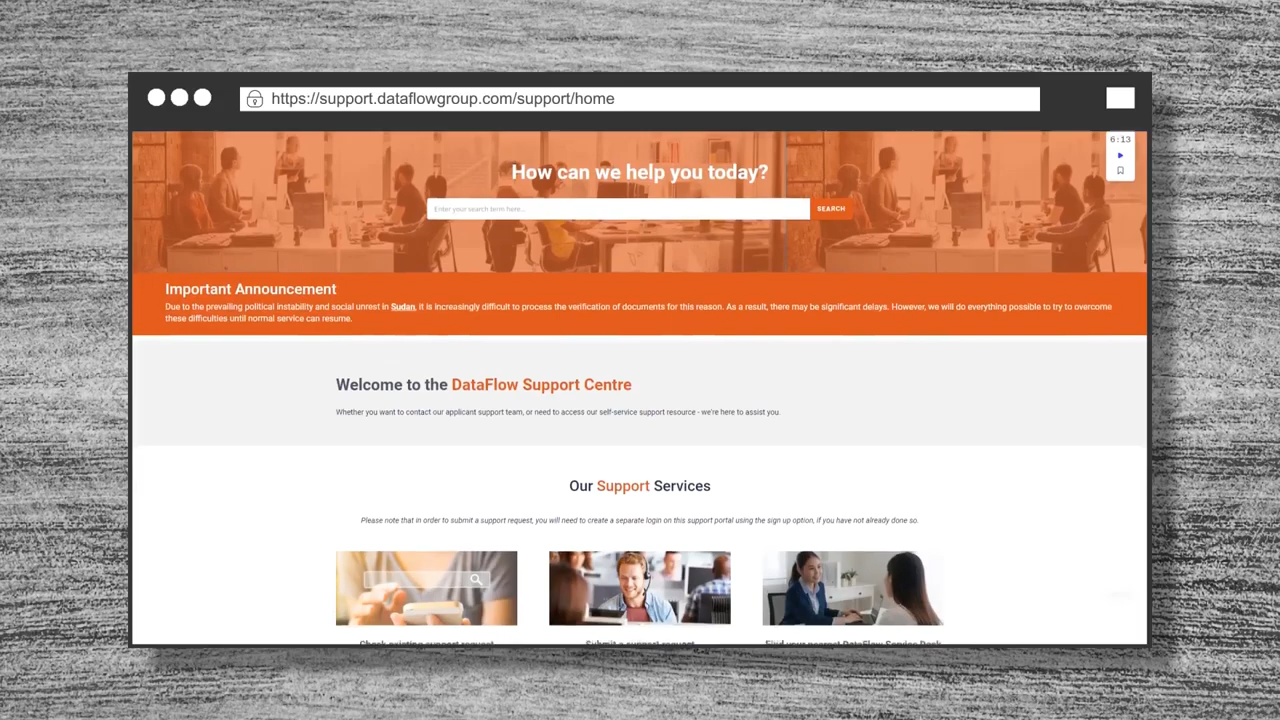 https://support.dataflowgroup.com/support/home
6:13
How can we help you today?
Enter your search term here...
SEARCH
Important Announcement
Due to the prevailing political instability and social unrest in Sudan, it is increasingly difficult to process the verification of documents for this reason. As a result, there may be significant delays. However, we will do everything possible to try to overcome
these difficulties until normal service can resume.
Welcome to the DataFlow Support Centre
Whether you want to contact our applicant support team, or need to access our self-service support resource - we're here to assist you.
Our Support Services
Please note that in order to submit a support request, you will need to create a separate login on this support portal using the sign up option, if you have not already done so.
Check existing support request
Submit a support request
Find your nearest DataFlow Service Desk